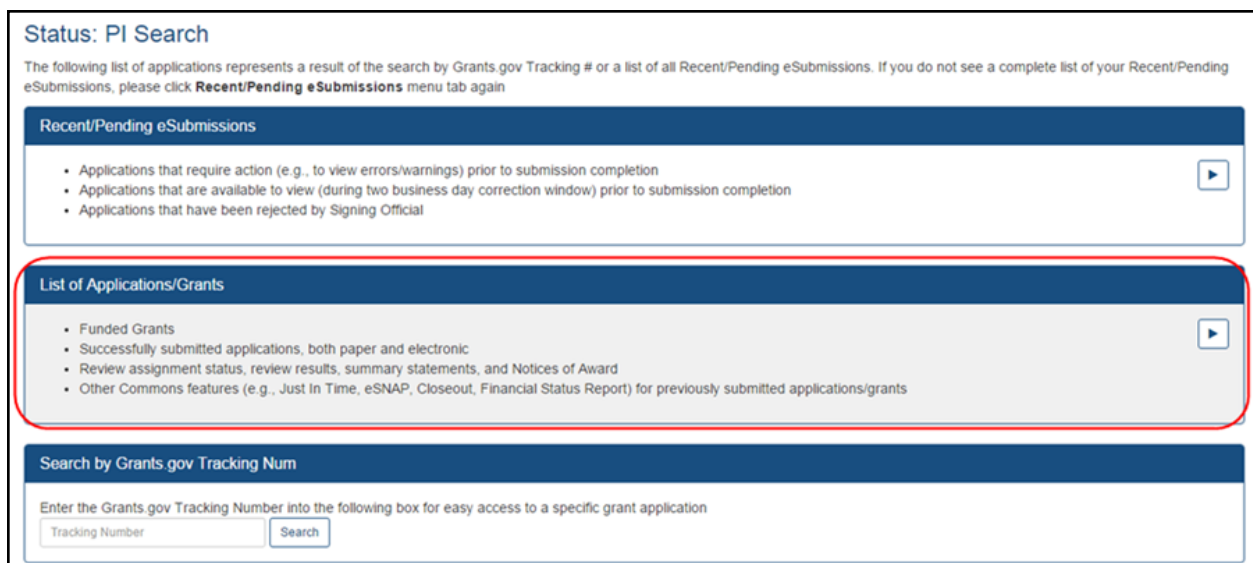 Status: PI Search
The following list of applications represents a result of the search by Grants.gov Tracking # or a list of all Recent/Pending eSubmissions. If you do not see a complete list of your Recent/Pending
eSubmissions, please click Recent/Pending eSubmissions menu tab again
Recent/Pending eSubmissions
• Applications that require action (e.g., to view errors/warnings) prior to submission completion
• Applications that are available to view (during two business day correction window) prior to submission completion
• Applications that have been rejected by Signing Official
List of Applications/Grants
• Funded Grants
• Successfully submitted applications, both paper and electronic
• Review assignment status, review results, summary statements, and Notices of Award
• Other Commons features (e.g., Just In Time, eSNAP, Closeout, Financial Status Report) for previously submitted applications/grants
Search by Grants.gov Tracking Num
Enter the Grants.gov Tracking Number into the following box for easy access to a specific grant application
Tracking Number Search